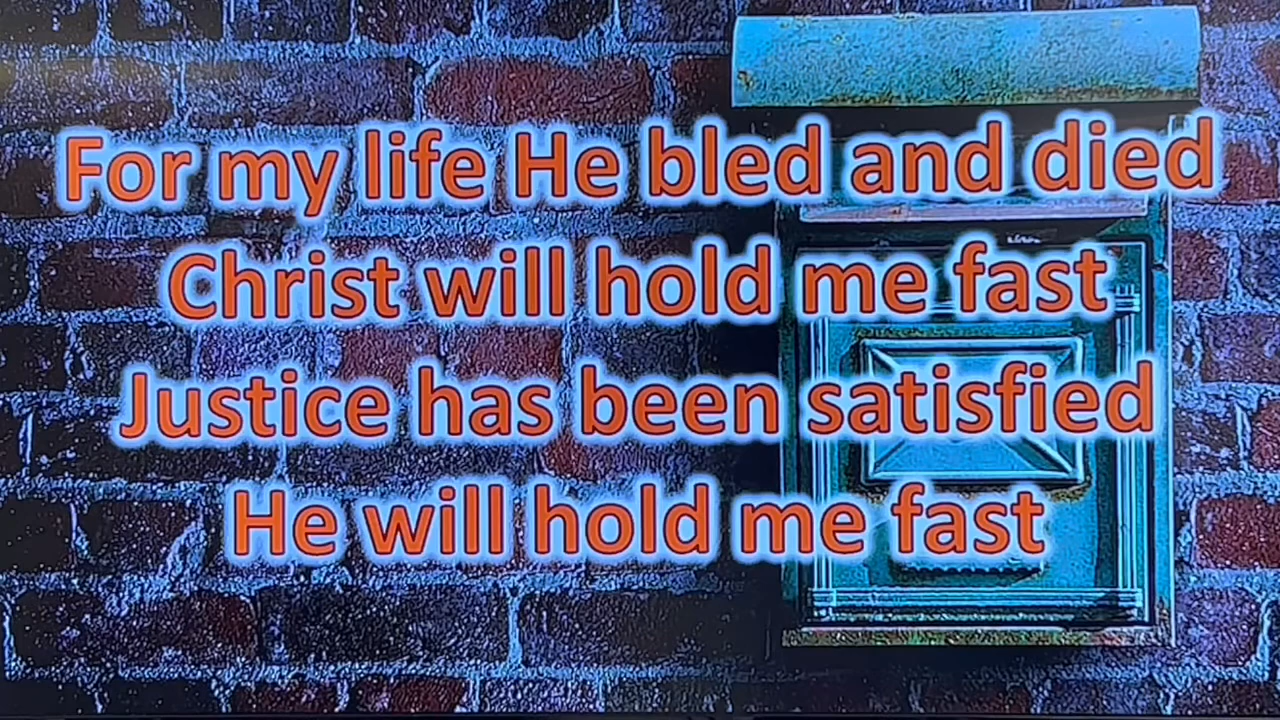 For my life He bled and died
Christ will hold me fast
Justice has been satisfied
He will hold me fast